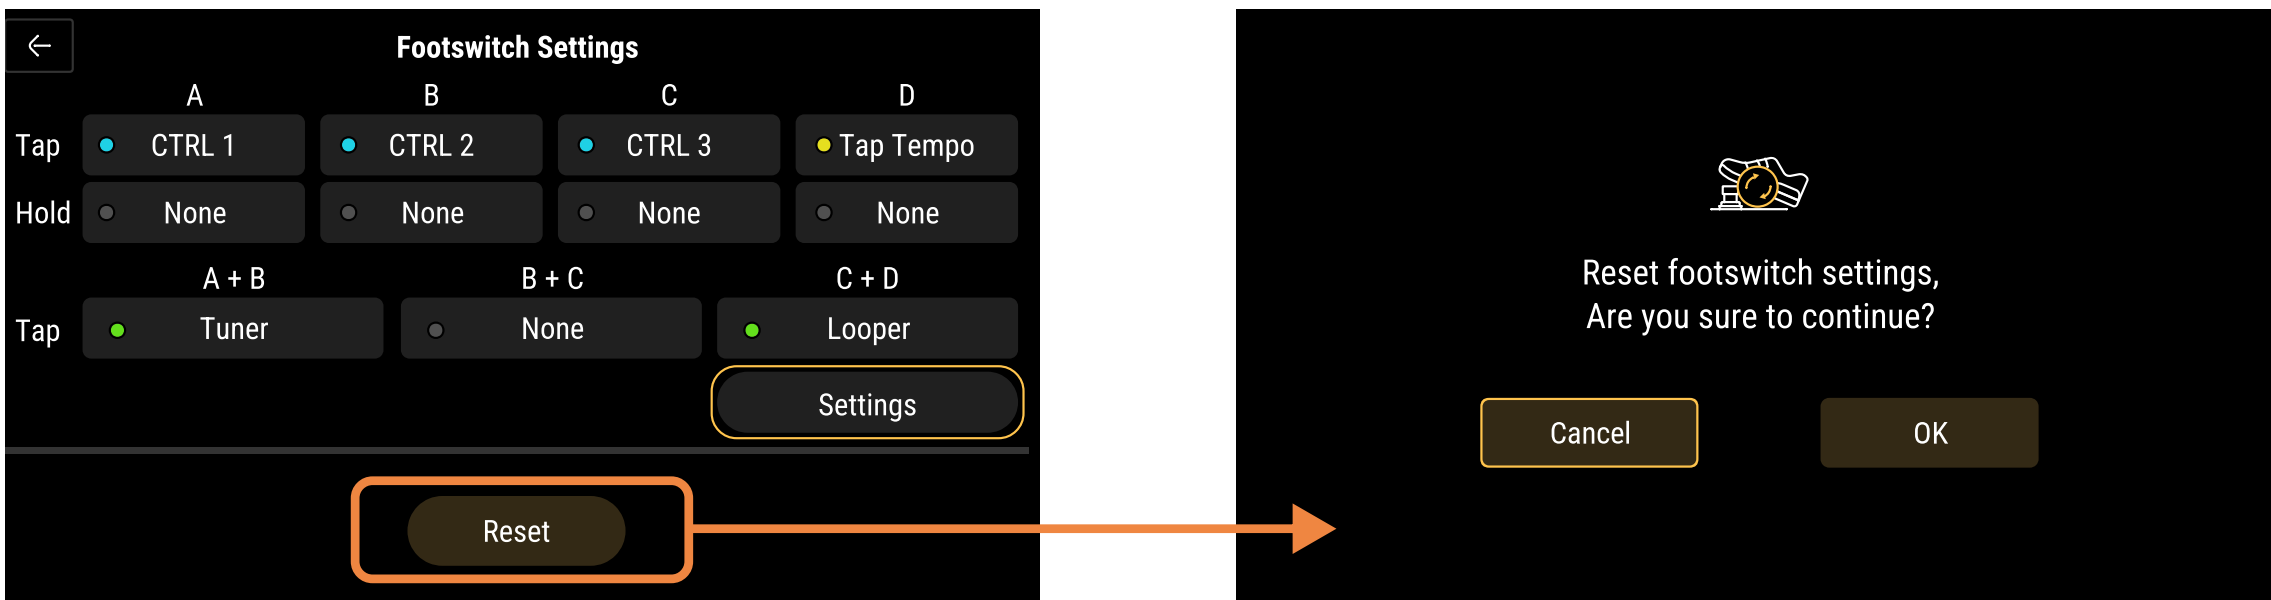 Footswitch Settings
A B C D
Tap CTRL 1 CTRL 2 CTRL 3 Tap Tempo
Hold None None None None
A + B B + C C + D
Tap Tuner None Looper
Settings
Reset
Reset footswitch settings,
Are you sure to continue?
Cancel OK